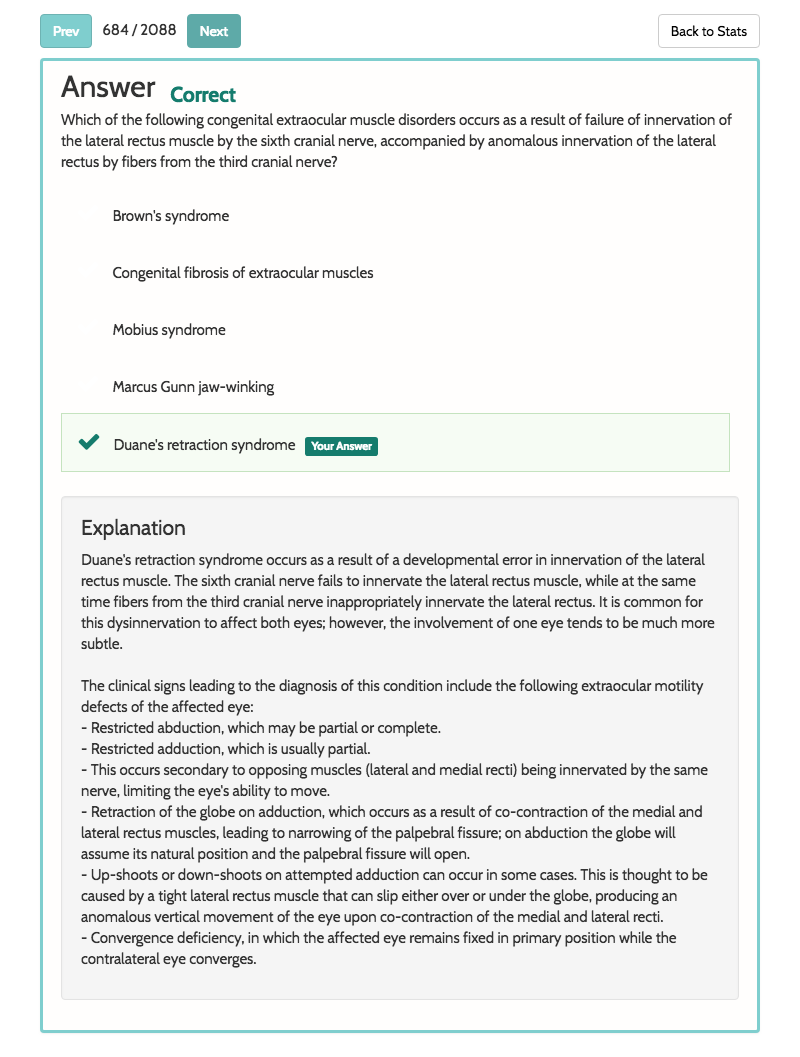 Prev 684 / 2088 Next Back to Stats
Answer Correct
Which of the following congenital extraocular muscle disorders occurs as a result of failure of innervation of
the lateral rectus muscle by the sixth cranial nerve, accompanied by anomalous innervation of the lateral
rectus by fibers from the third cranial nerve?
Brown's syndrome
Congenital fibrosis of extraocular muscles
Mobius syndrome
Marcus Gunn jaw-winking
Duane's retraction syndrome Your Answer
Explanation
Duane's retraction syndrome occurs as a result of a developmental error in innervation of the lateral
rectus muscle. The sixth cranial nerve fails to innervate the lateral rectus muscle, while at the same
time fibers from the third cranial nerve inappropriately innervate the lateral rectus. It is common for
this dysinnervation to affect both eyes; however, the involvement of one eye tends to be much more
subtle.
The clinical signs leading to the diagnosis of this condition include the following extraocular motility
defects of the affected eye:
- Restricted abduction, which may be partial or complete.
- Restricted adduction, which is usually partial.
- This occurs secondary to opposing muscles (lateral and medial recti) being innervated by the same
nerve, limiting the eye's ability to move.
- Retraction of the globe on adduction, which occurs as a result of co-contraction of the medial and
lateral rectus muscles, leading to narrowing of the palpebral fissure; on abduction the globe will
assume its natural position and the palpebral fissure will open.
- Up-shoots or down-shoots on attempted adduction can occur in some cases. This is thought to be
caused by a tight lateral rectus muscle that can slip either over or under the globe, producing an
anomalous vertical movement of the eye upon co-contraction of the medial and lateral recti.
- Convergence deficiency, in which the affected eye remains fixed in primary position while the
contralateral eye converges.